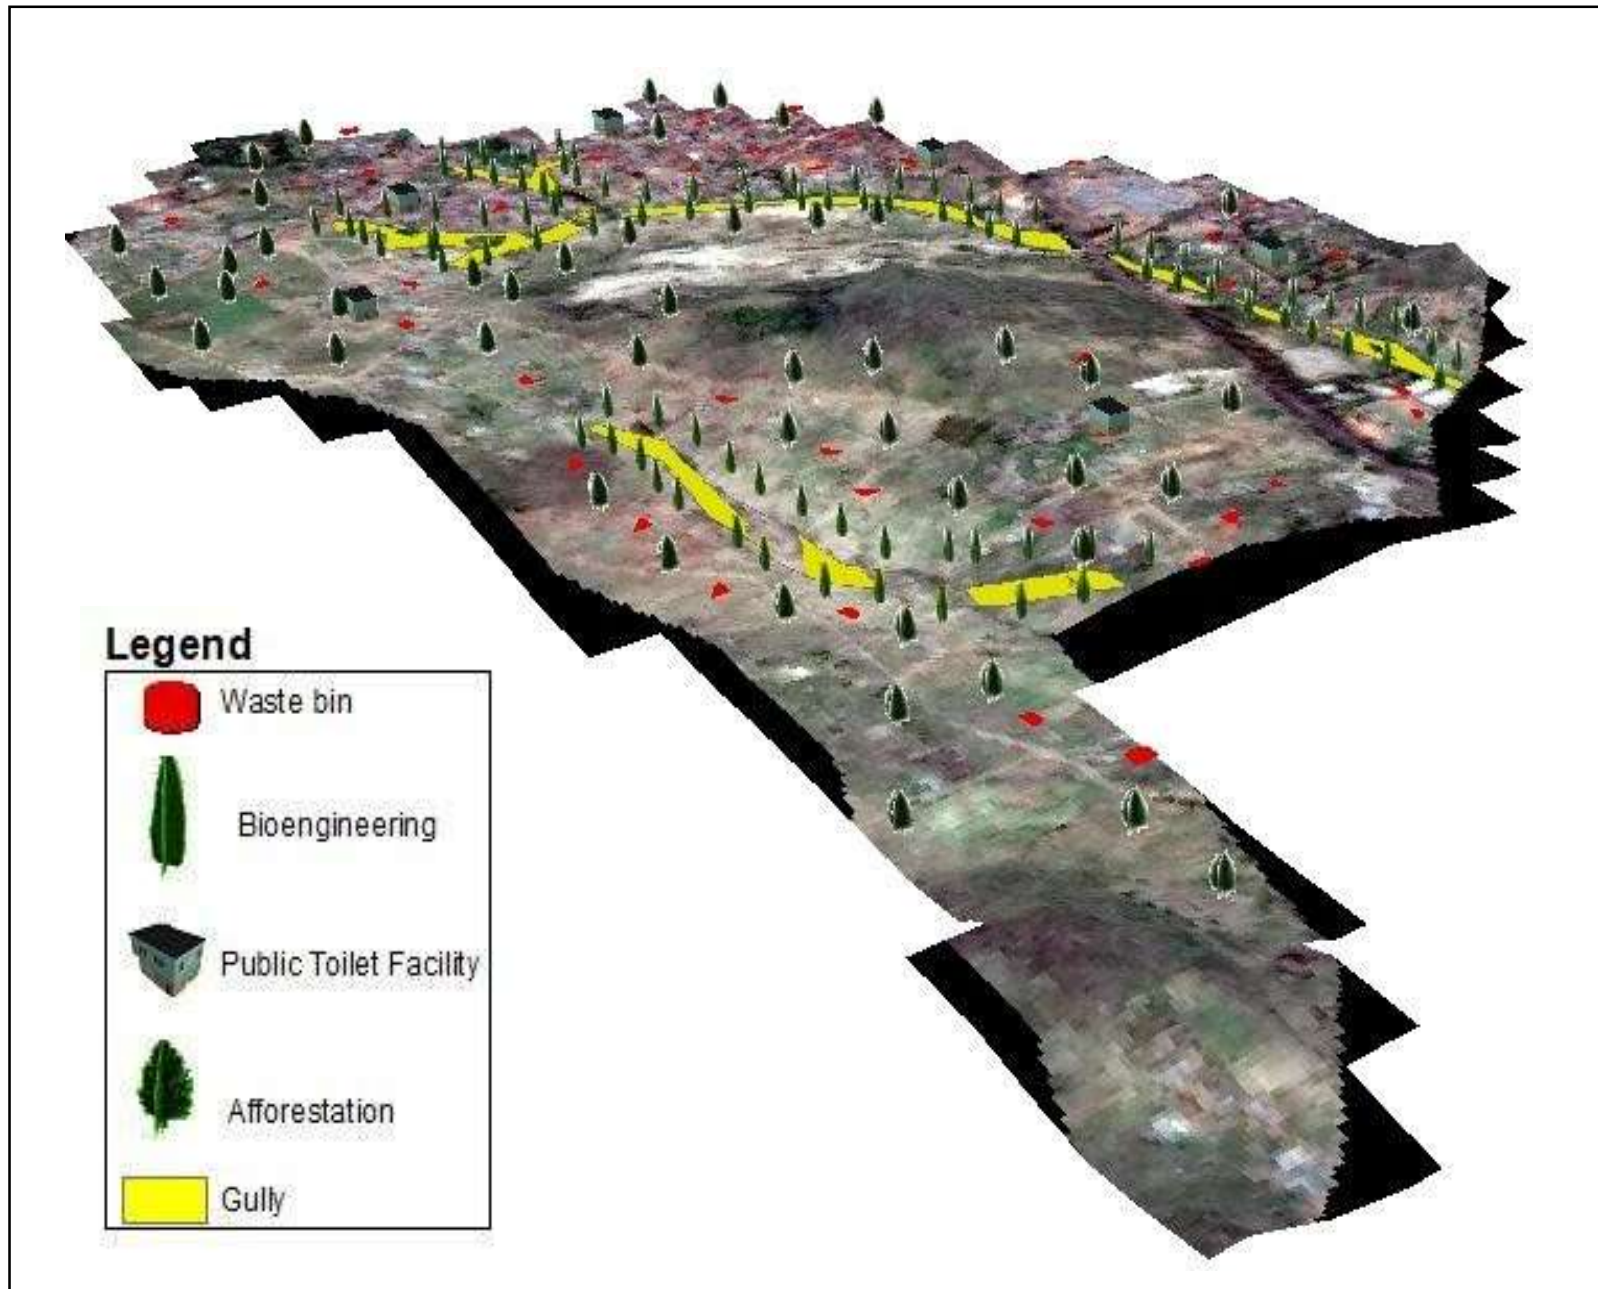 Legend
Waste bin
Bioengineering
Public Toilet Facility
Afforestation
Gully